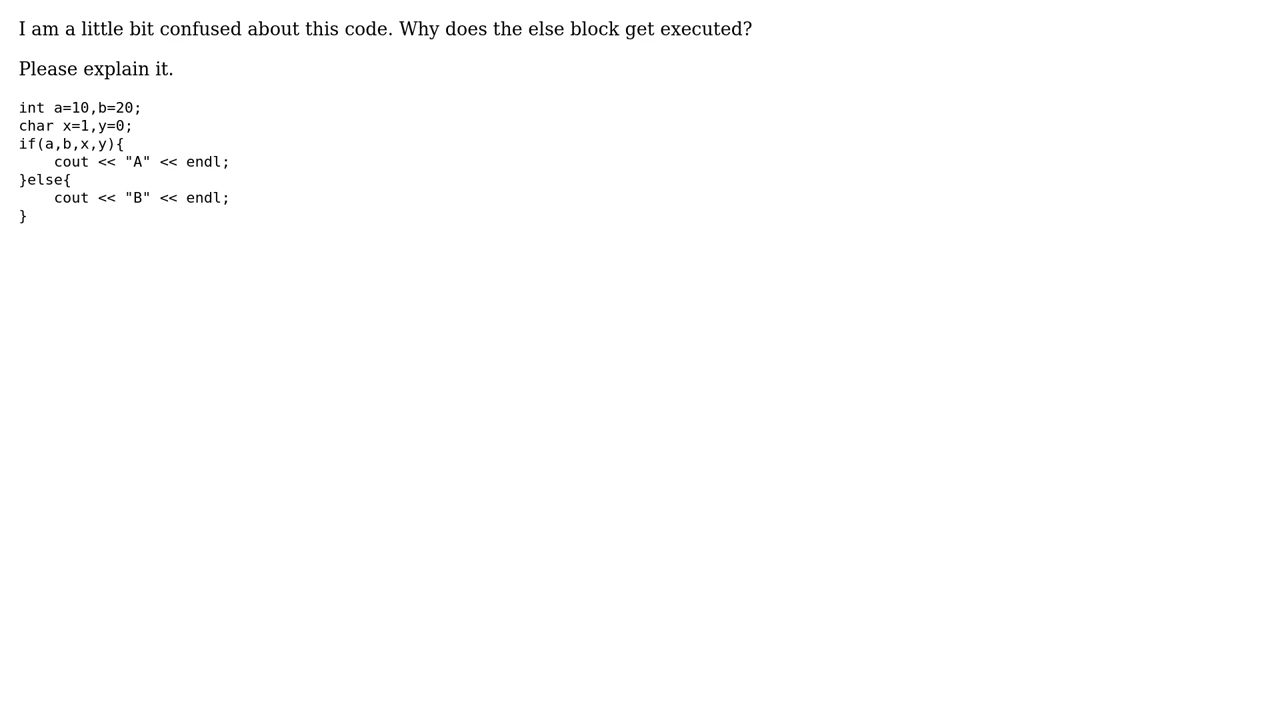 I am a little bit confused about this code. Why does the else block get executed?
Please explain it.
int a=10,b=20;
char x=1,y=0;
if(a,b,x,y){
    cout << "A" << endl;
}else{
    cout << "B" << endl;
}